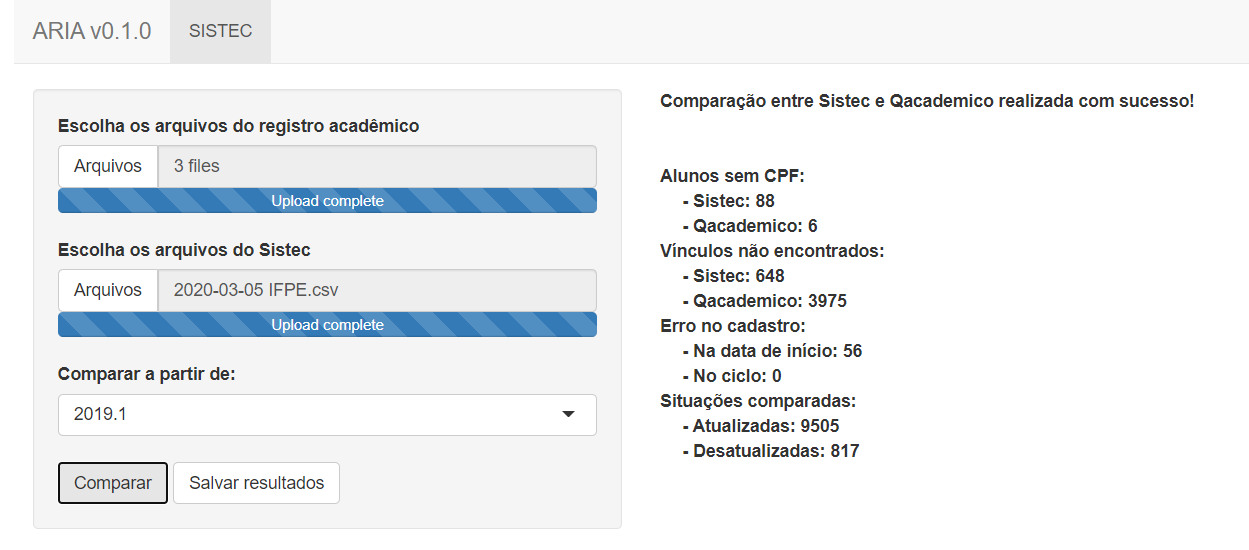 ARIA v0.1.0 SISTEC
Escolha os arquivos do registro acadêmico
Arquivos 3 files
Upload complete
Escolha os arquivos do Sistec
Arquivos 2020-03-05 IFPE.csv
Upload complete
Comparar a partir de:
2019.1
Comparar Salvar resultados
Comparação entre Sistec e Qacademico realizada com sucesso!
Alunos sem CPF:
- Sistec: 88
- Qacademico: 6
Vínculos não encontrados:
- Sistec: 648
- Qacademico: 3975
Erro no cadastro:
- Na data de início: 56
- No ciclo: 0
Situações comparadas:
- Atualizadas: 9505
- Desatualizadas: 817